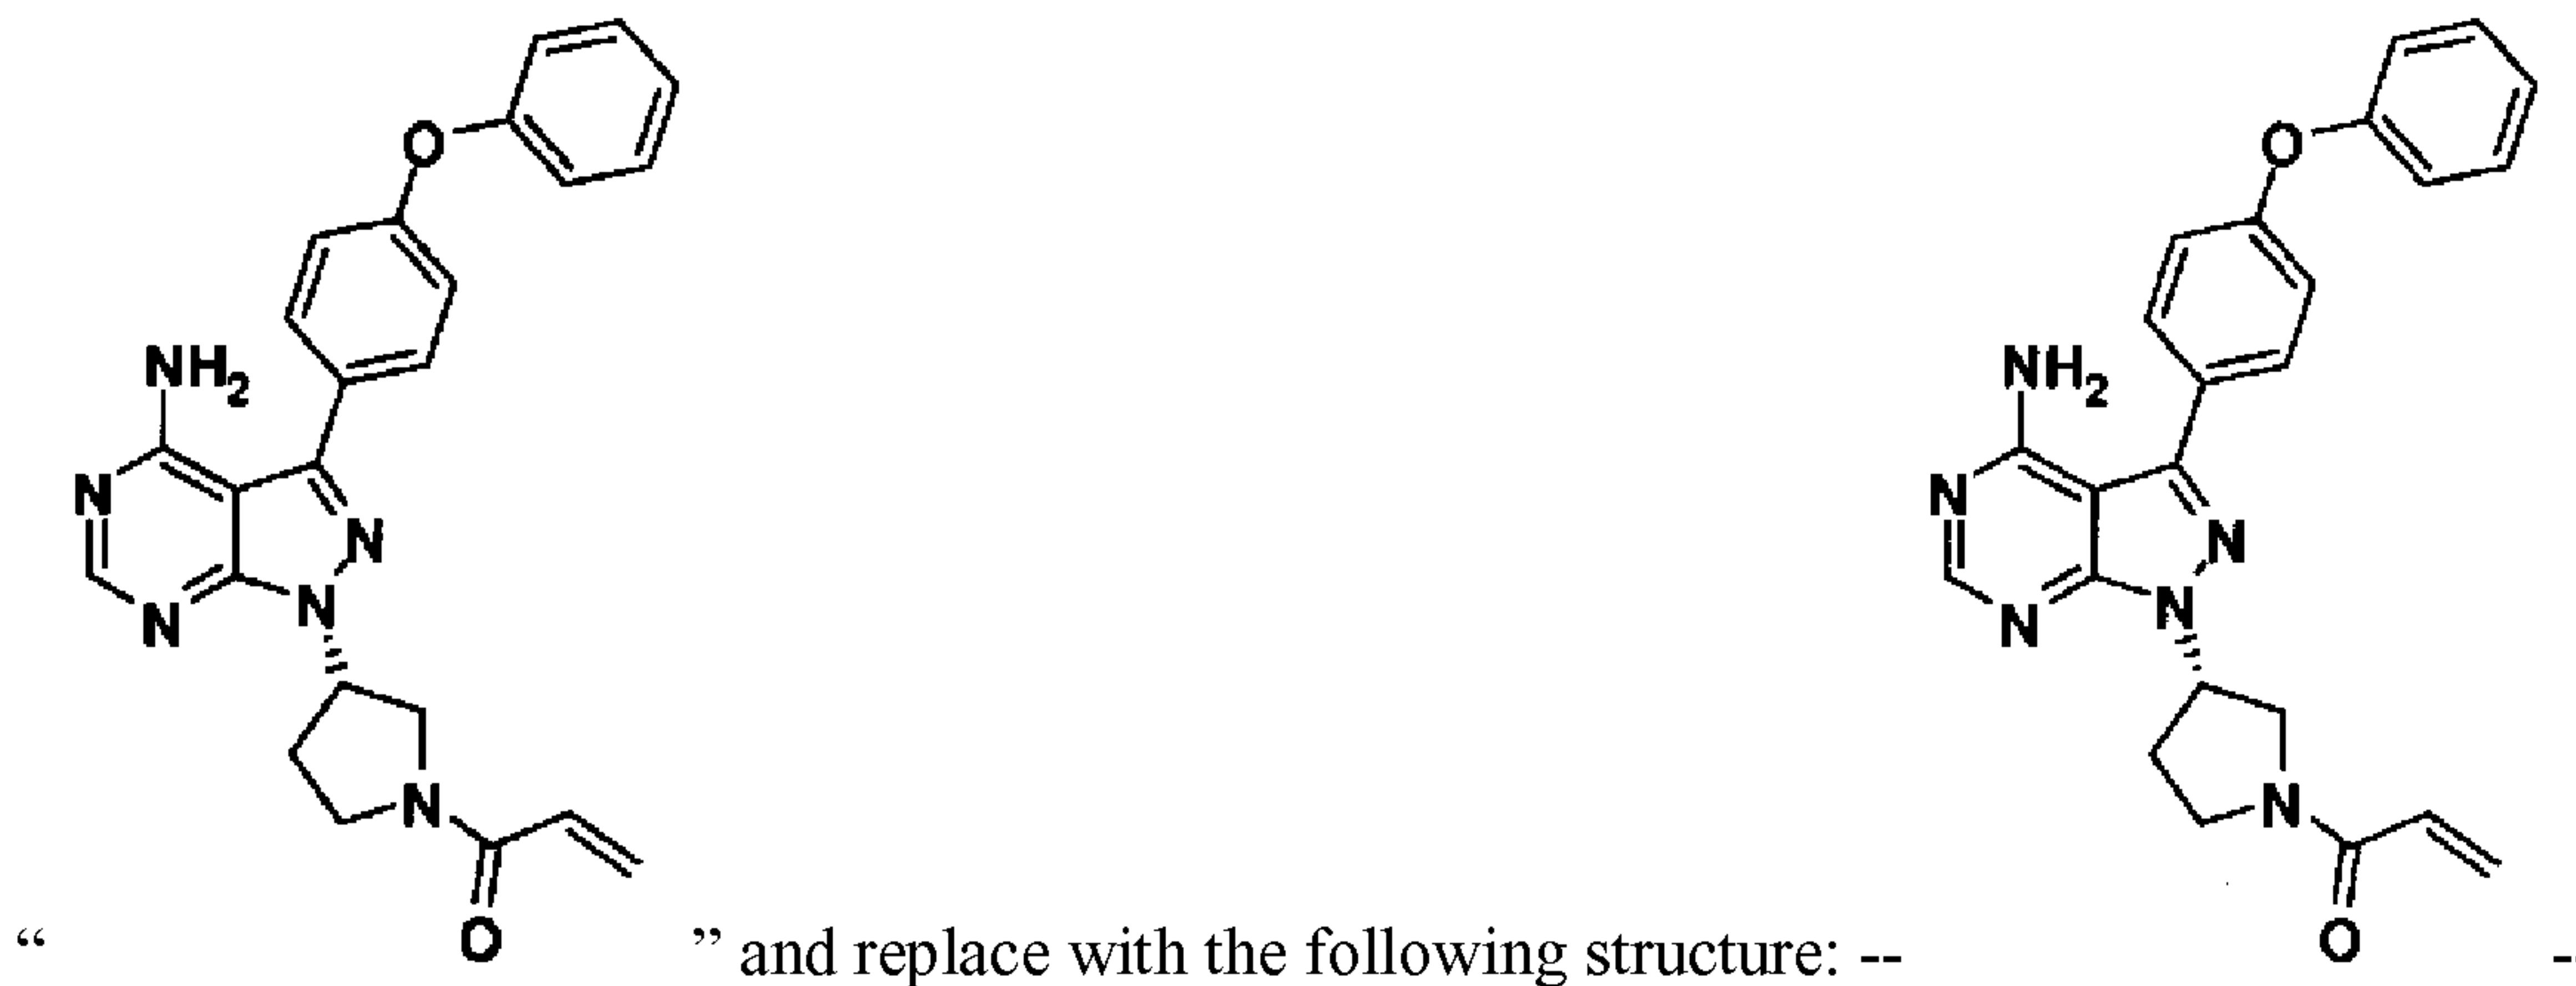 O O
NH2 NH2
N N
N N
N N N N
N N
“ O ” and replace with the following structure: -- O --